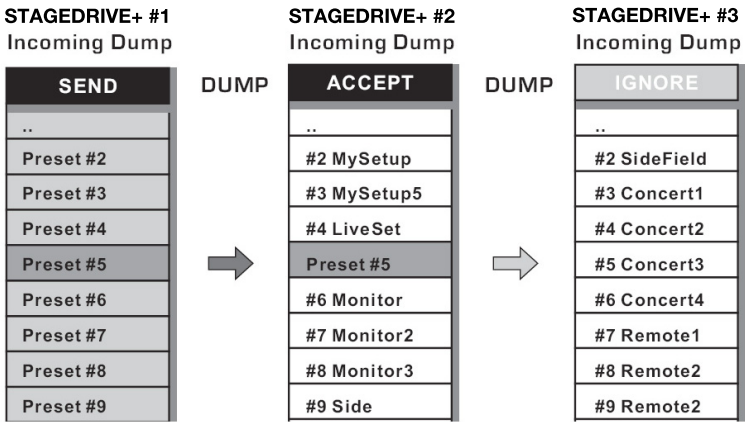 STAGEDRIVE+ #1
Incoming Dump
SEND
..
Preset #2
Preset #3
Preset #4
Preset #5
Preset #6
Preset #7
Preset #8
Preset #9
DUMP
STAGEDRIVE+ #2
Incoming Dump
ACCEPT
..
#2 MySetup
#3 MySetup5
#4 LiveSet
Preset #5
#6 Monitor
#7 Monitor2
#8 Monitor3
#9 Side
DUMP
STAGEDRIVE+ #3
Incoming Dump
IGNORE
..
#2 SideField
#3 Concert1
#4 Concert2
#5 Concert3
#6 Concert4
#7 Remote1
#8 Remote2
#9 Remote2